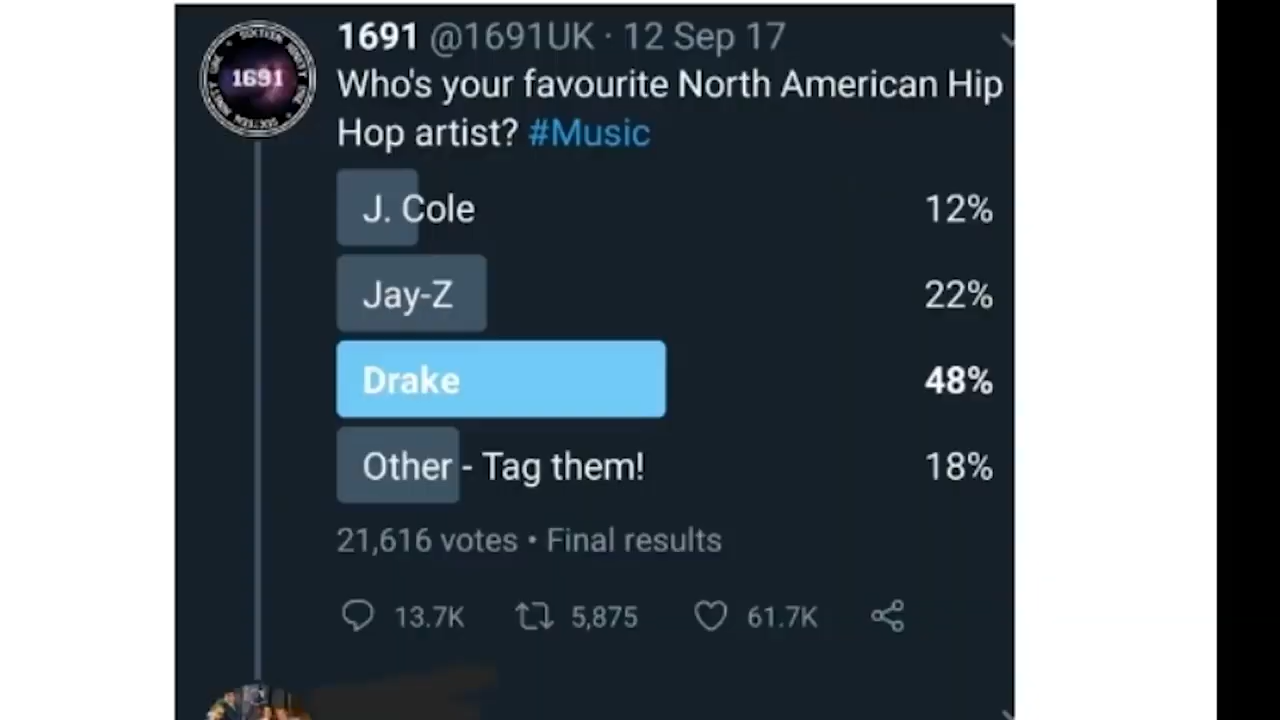 1691 @1691UK · 12 Sep 17
1691
Who's your favourite North American Hip
Hop artist? #Music
J. Cole 12%
Jay-Z 22%
Drake 48%
Other - Tag them! 18%
21,616 votes • Final results
13.7K 5,875 61.7K